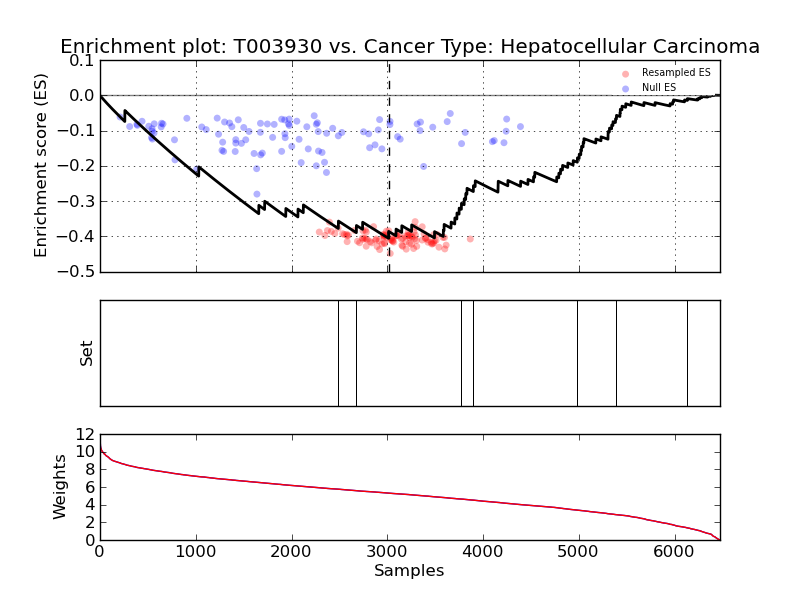 Enrichment plot: T003930 vs. Cancer Type: Hepatocellular Carcinoma
Enrichment score (ES)
0.1
0.0
−0.1
−0.2
−0.3
−0.4
−0.5
Resampled ES
Null ES
Set
Weights
12
10
8
6
4
2
0
0 1000 2000 3000 4000 5000 6000
Samples